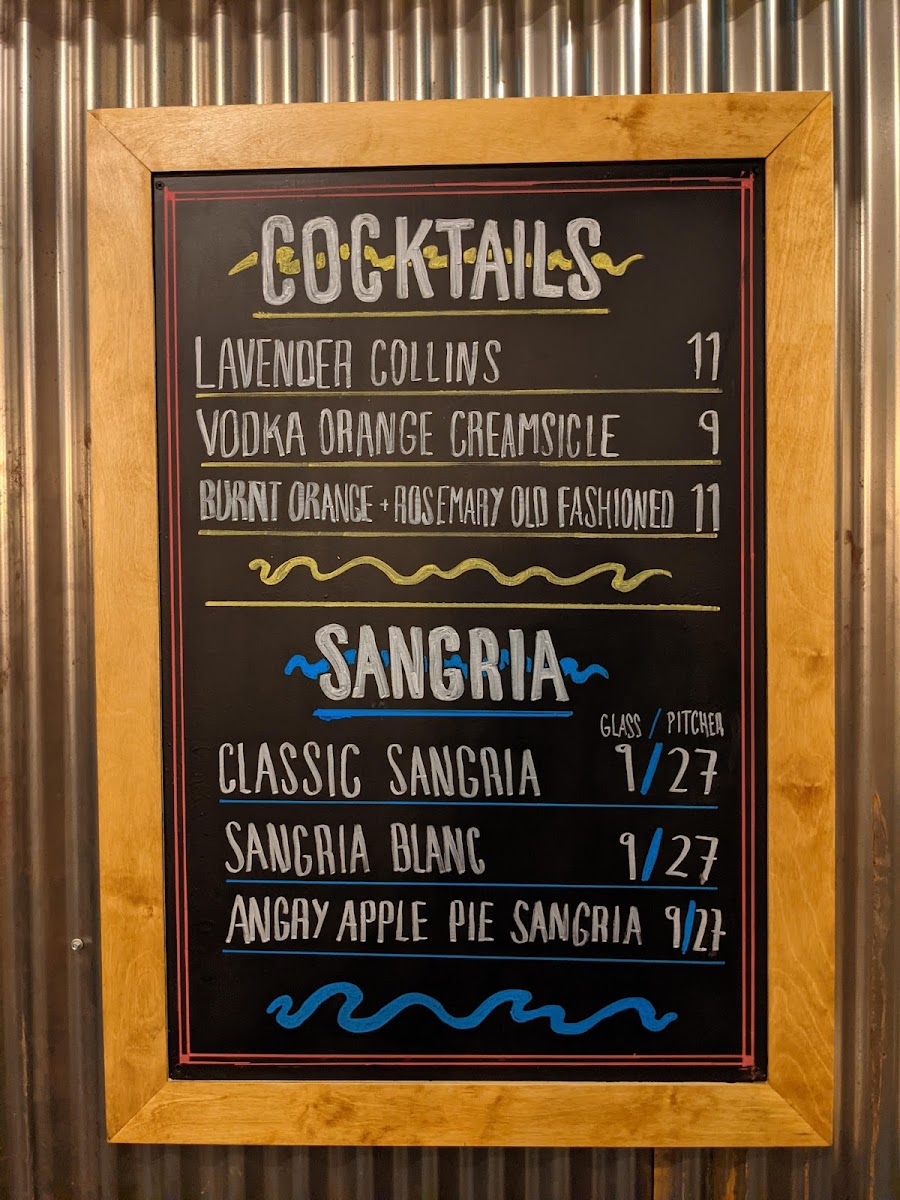 COCKTAILS
LAVENDER COLLINS 11
VODKA ORANGE CREAMSICLE 9
BURNT ORANGE + ROSEMARY OLD FASHIONED 11
SANGRIA
GLASS / PITCHER
CLASSIC SANGRIA 9/27
SANGRIA BLANC 9/27
ANGRY APPLE PIE SANGRIA 9/27